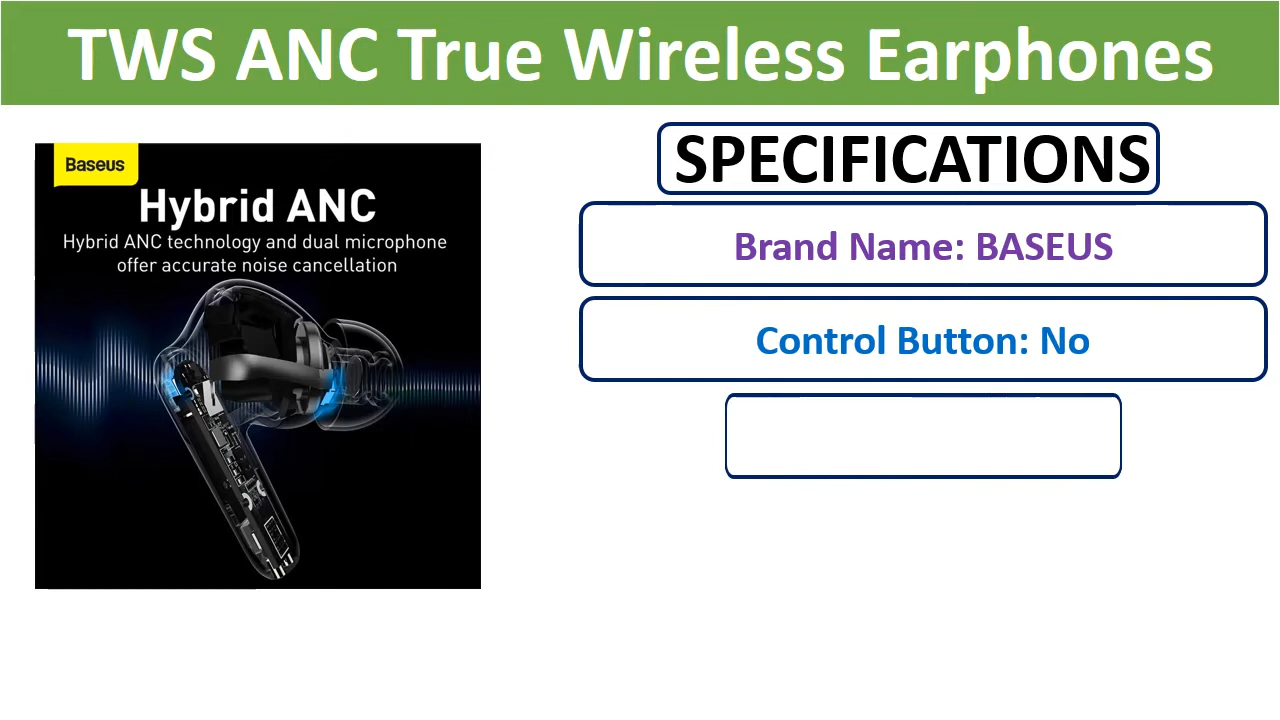 TWS ANC True Wireless Earphones
Baseus
Hybrid ANC
Hybrid ANC technology and dual microphone
offer accurate noise cancellation
SPECIFICATIONS
Brand Name: BASEUS
Control Button: No